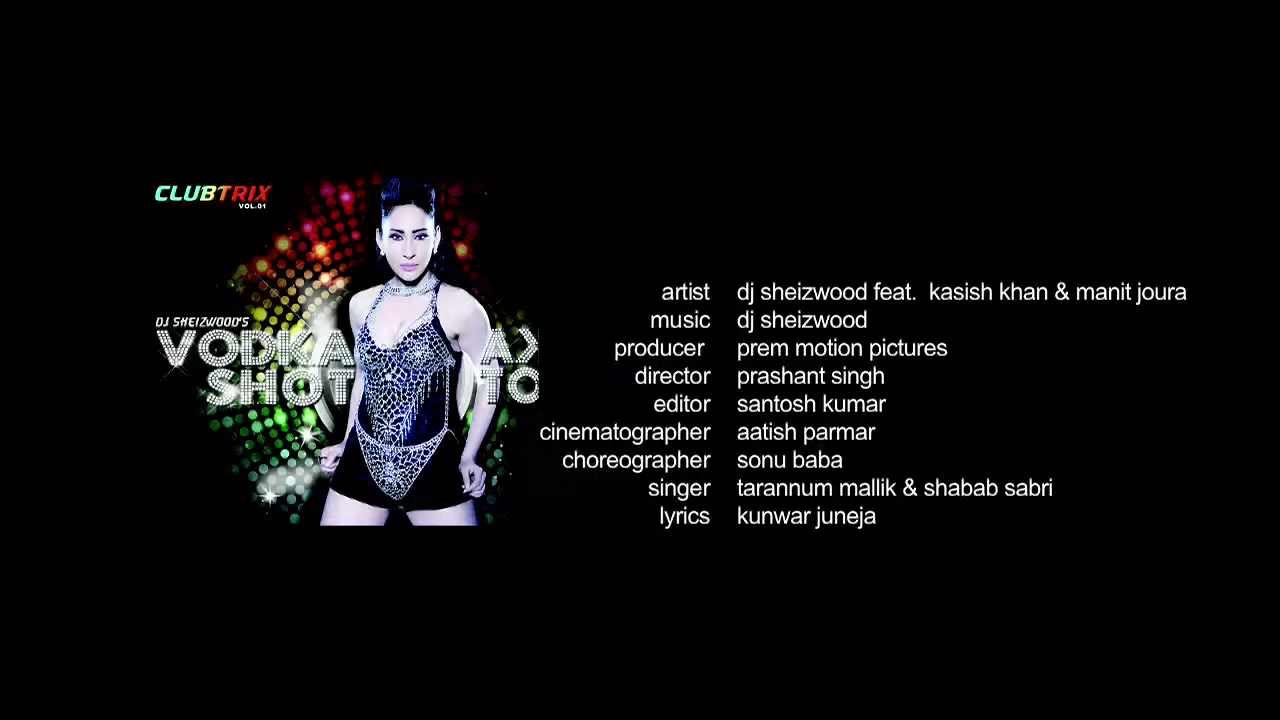 CLUBTRIX
VOL.01
DJ SHEIZWOOD'S
VODKA
SHOT TO
artist dj sheizwood feat. kasish khan & manit joura
music dj sheizwood
producer prem motion pictures
director prashant singh
editor santosh kumar
cinematographer aatish parmar
choreographer sonu baba
singer tarannum mallik & shabab sabri
lyrics kunwar juneja